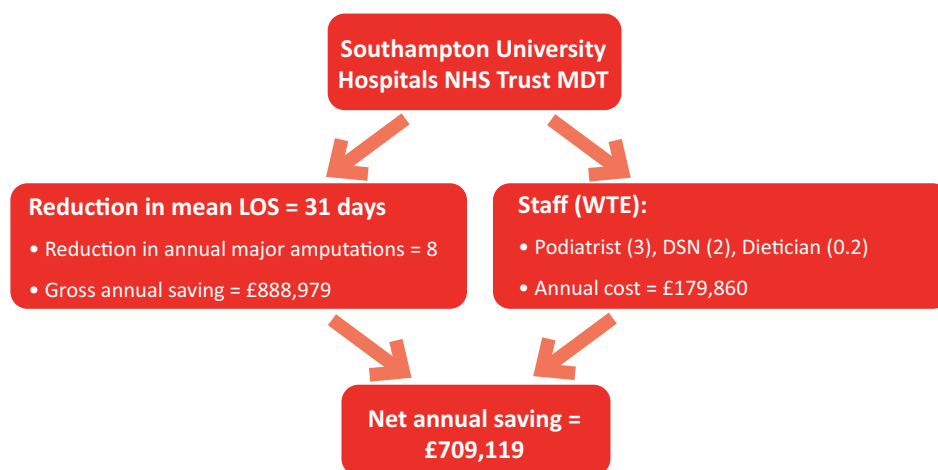 Southampton University
Hospitals NHS Trust MDT
Reduction in mean LOS = 31 days
• Reduction in annual major amputations = 8
• Gross annual saving = £888,979
Staff (WTE):
• Podiatrist (3), DSN (2), Dietician (0.2)
• Annual cost = £179,860
Net annual saving =
£709,119